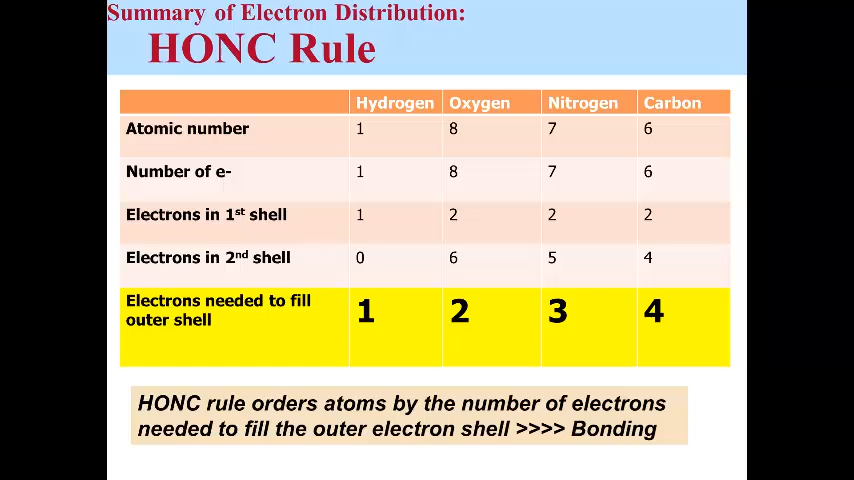 Summary of Electron Distribution:
HONC Rule
Hydrogen Oxygen Nitrogen Carbon
Atomic number 1 8 7 6
Number of e- 1 8 7 6
Electrons in 1st shell 1 2 2 2
Electrons in 2nd shell 0 6 5 4
Electrons needed to fill
outer shell 1 2 3 4
HONC rule orders atoms by the number of electrons
needed to fill the outer electron shell >>>> Bonding